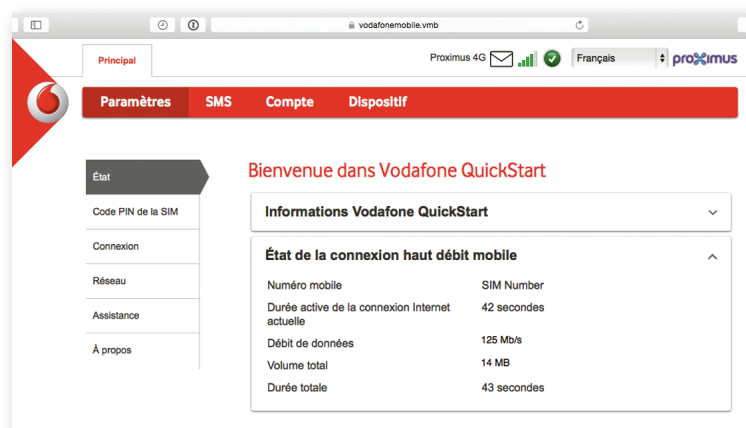 vodafonemobile.vmb
Principal
Proximus 4G
Français
proximus
Paramètres SMS Compte Dispositif
État
Code PIN de la SIM
Connexion
Réseau
Assistance
À propos
Bienvenue dans Vodafone QuickStart
Informations Vodafone QuickStart
État de la connexion haut débit mobile
Numéro mobile SIM Number
Durée active de la connexion Internet 42 secondes
actuelle
Débit de données 125 Mb/s
Volume total 14 MB
Durée totale 43 secondes